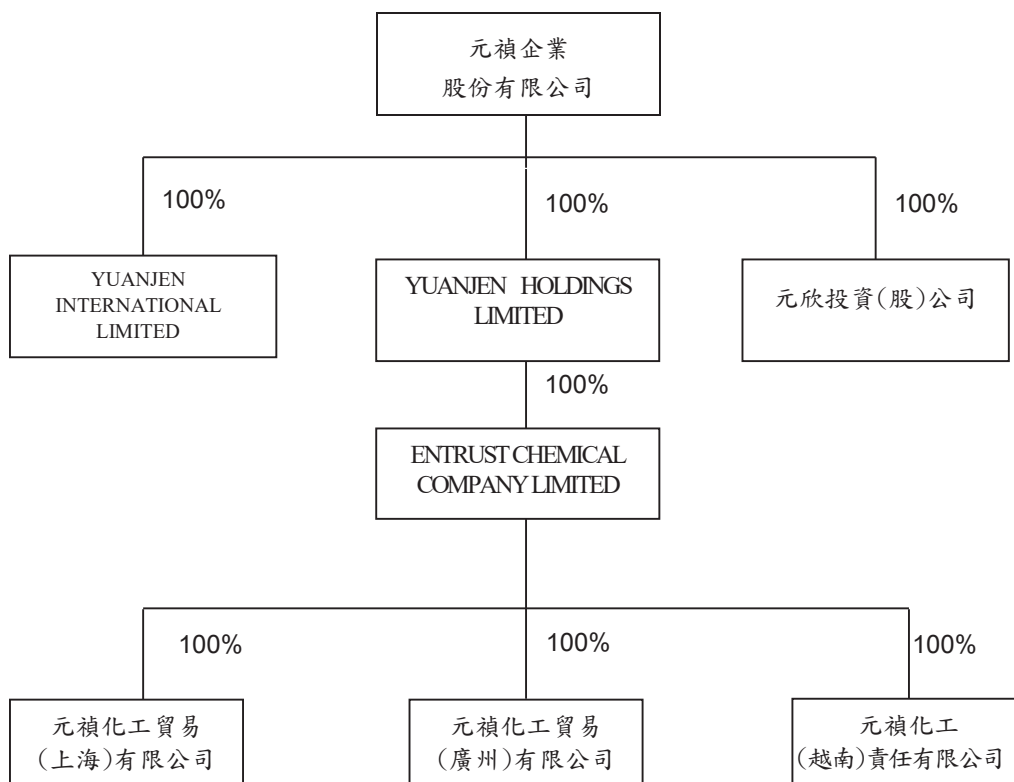 元禎企業
股份有限公司
100%
100%
100%
YUANJEN
INTERNATIONAL
LIMITED
YUANJEN HOLDINGS
LIMITED
元欣投資(股)公司
100%
ENTRUST CHEMICAL
COMPANY LIMITED
100%
100%
100%
元禎化工貿易
(上海)有限公司
元禎化工貿易
(廣州)有限公司
元禎化工
(越南)責任有限公司